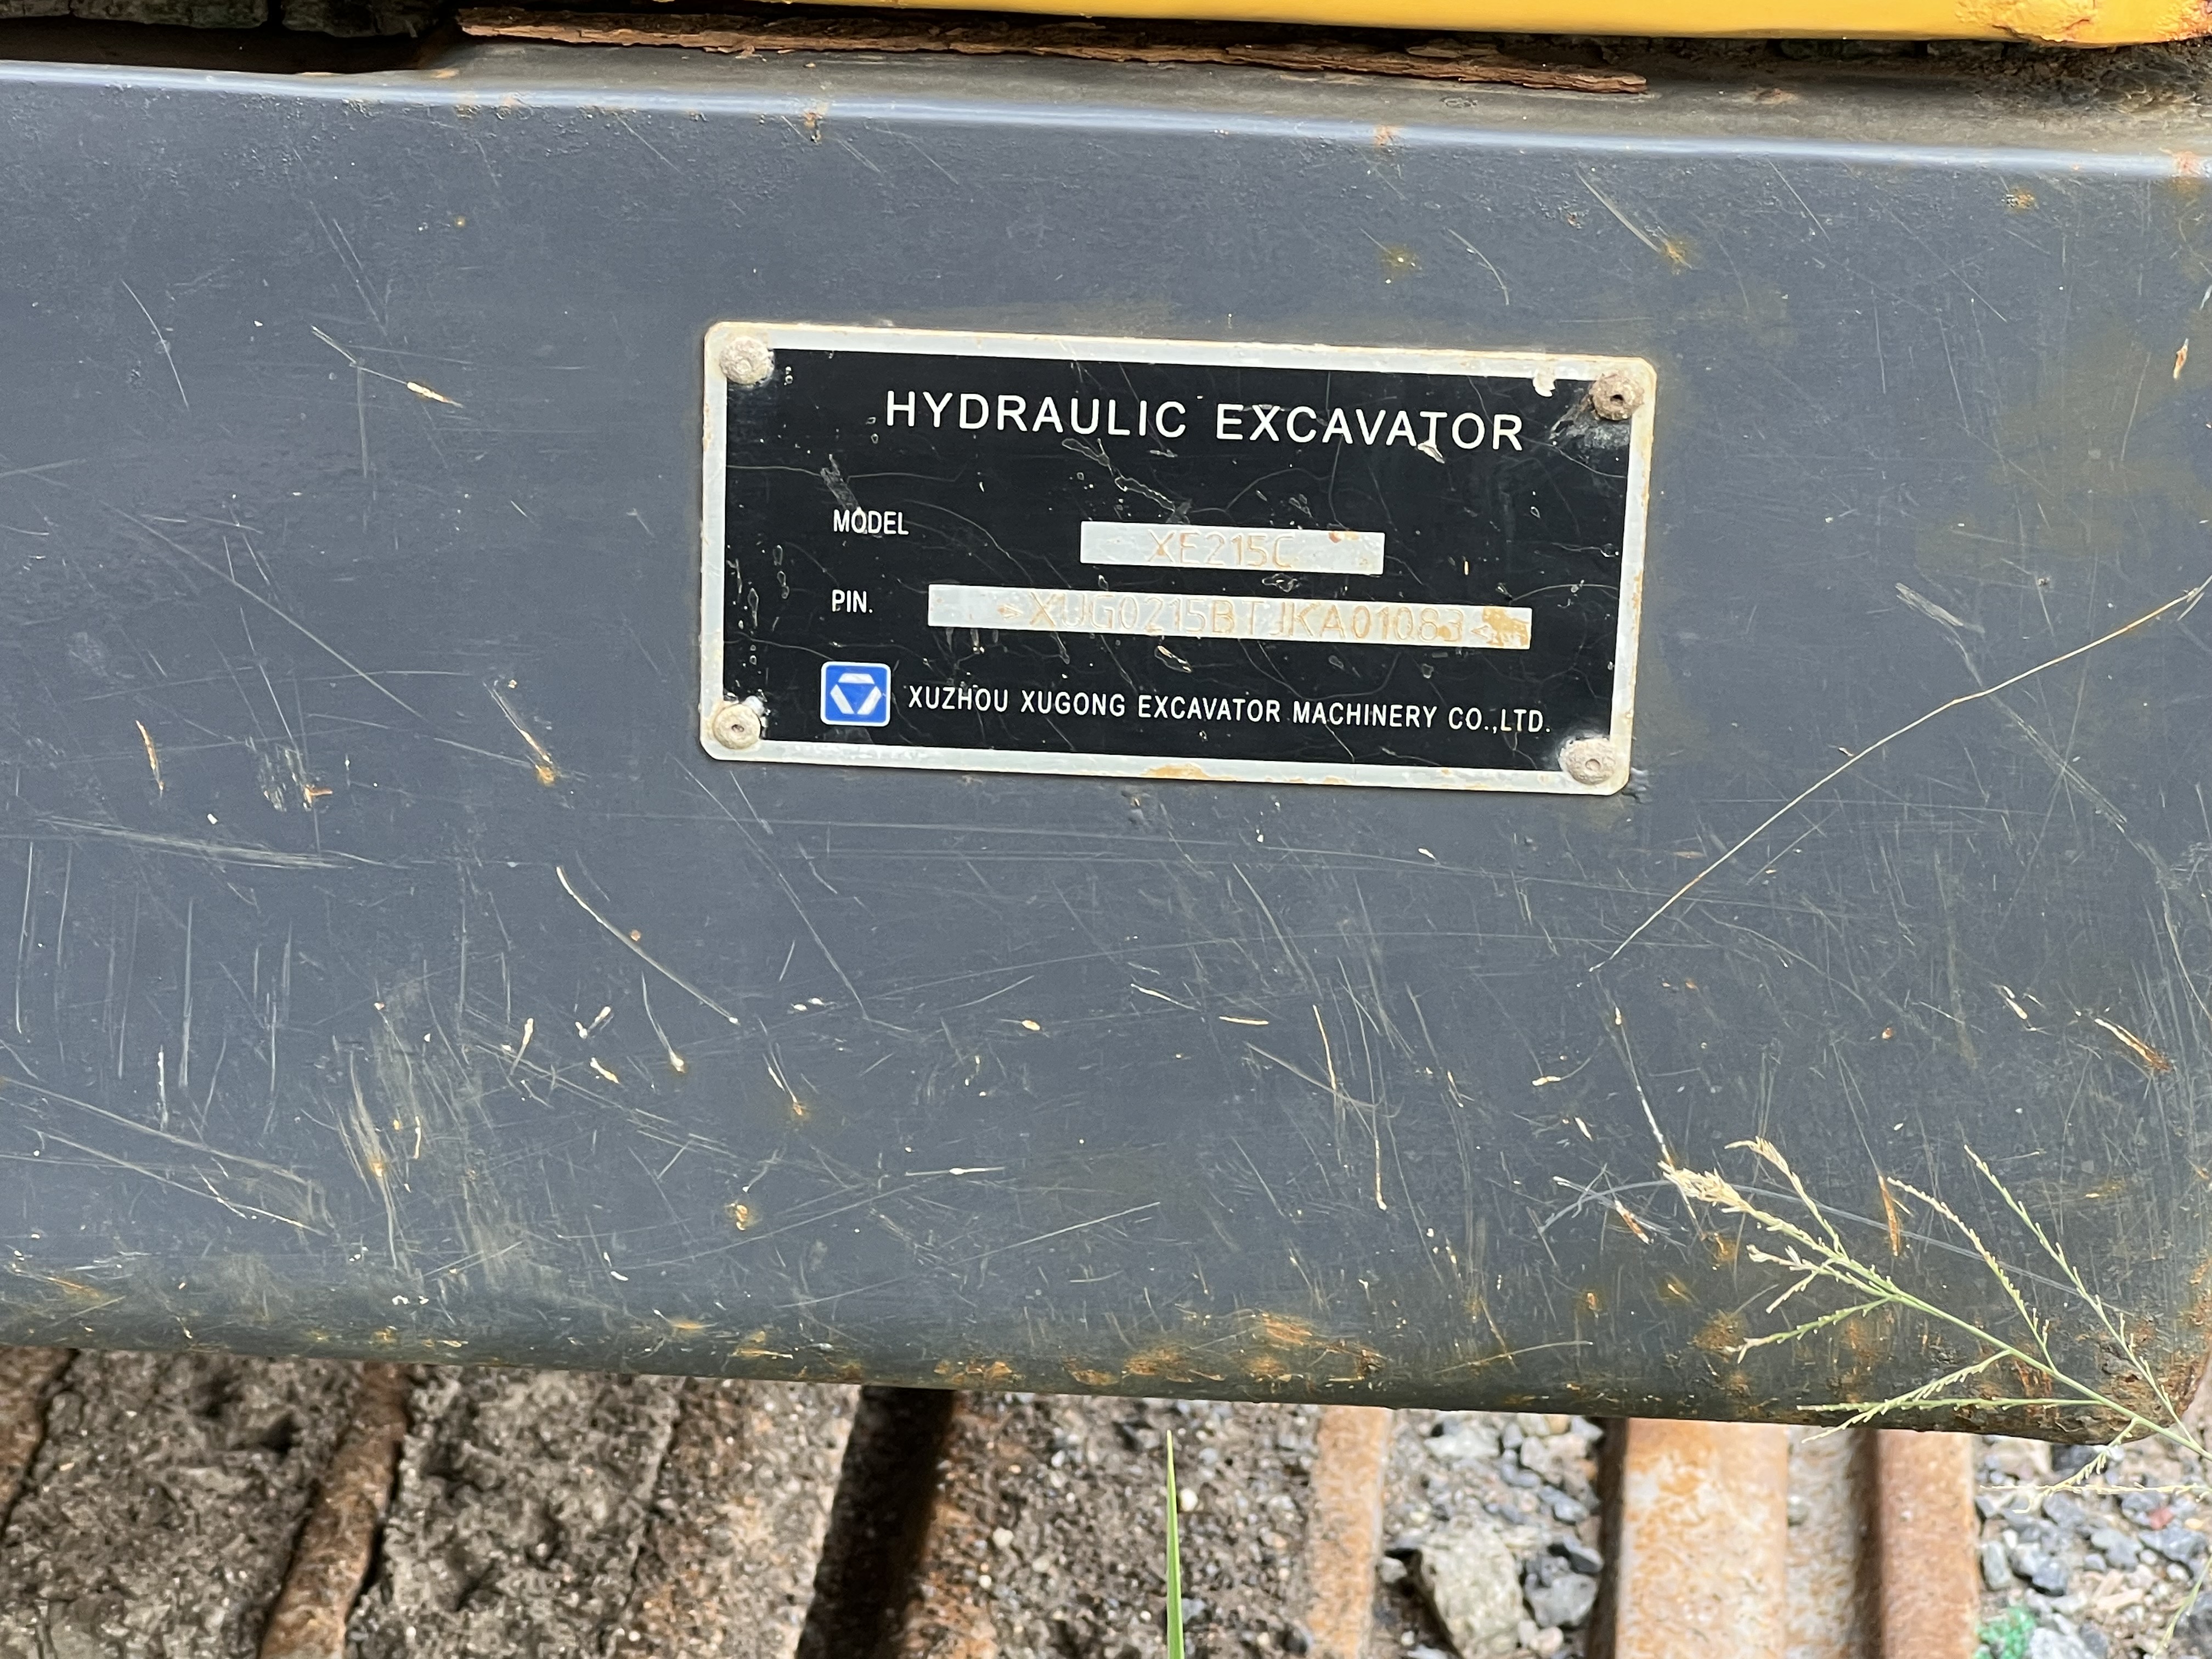 HYDRAULIC EXCAVATOR
MODEL XE215C
PIN. >XUG0215BTJKA01083<
XUZHOU XUGONG EXCAVATOR MACHINERY CO.,LTD.